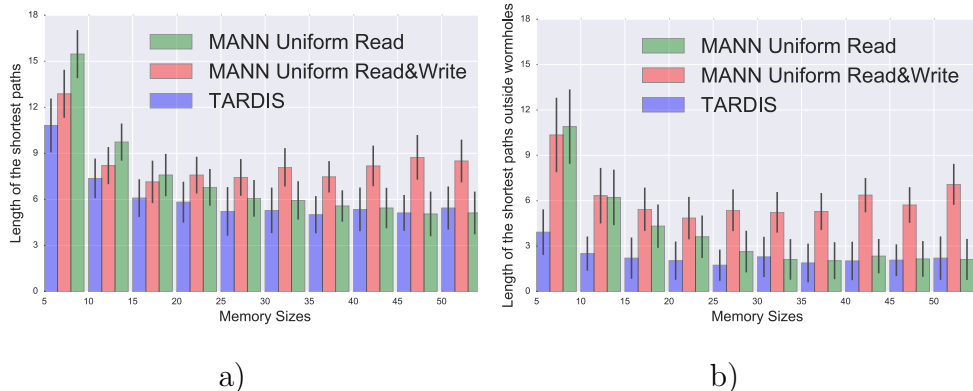 MANN Uniform Read
MANN Uniform Read&Write
TARDIS
Length of the shortest paths
18
15
12
9
6
3
0
5 10 15 20 25 30 35 40 45 50
Memory Sizes
a)
MANN Uniform Read
MANN Uniform Read&Write
TARDIS
Length of the shortest paths outside wormholes
18
15
12
9
6
3
0
5 10 15 20 25 30 35 40 45 50
Memory Sizes
b)